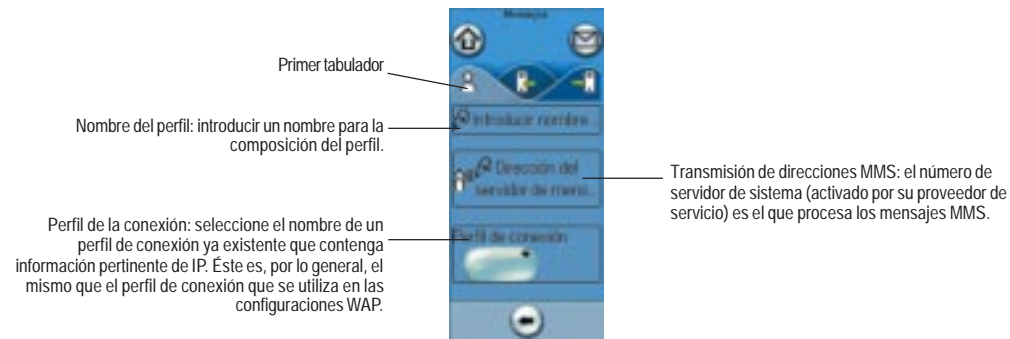 Mensajes
Primer tabulador
Nombre del perfil: introducir un nombre para la
composición del perfil.
Introducir nombre...
Dirección del
servidor de mens...
Transmisión de direcciones MMS: el número de
servidor de sistema (activado por su proveedor de
servicio) es el que procesa los mensajes MMS.
Perfil de la conexión: seleccione el nombre de un
perfil de conexión ya existente que contenga
información pertinente de IP. Éste es, por lo general, el
mismo que el perfil de conexión que se utiliza en las
configuraciones WAP.
Perfil de conexión